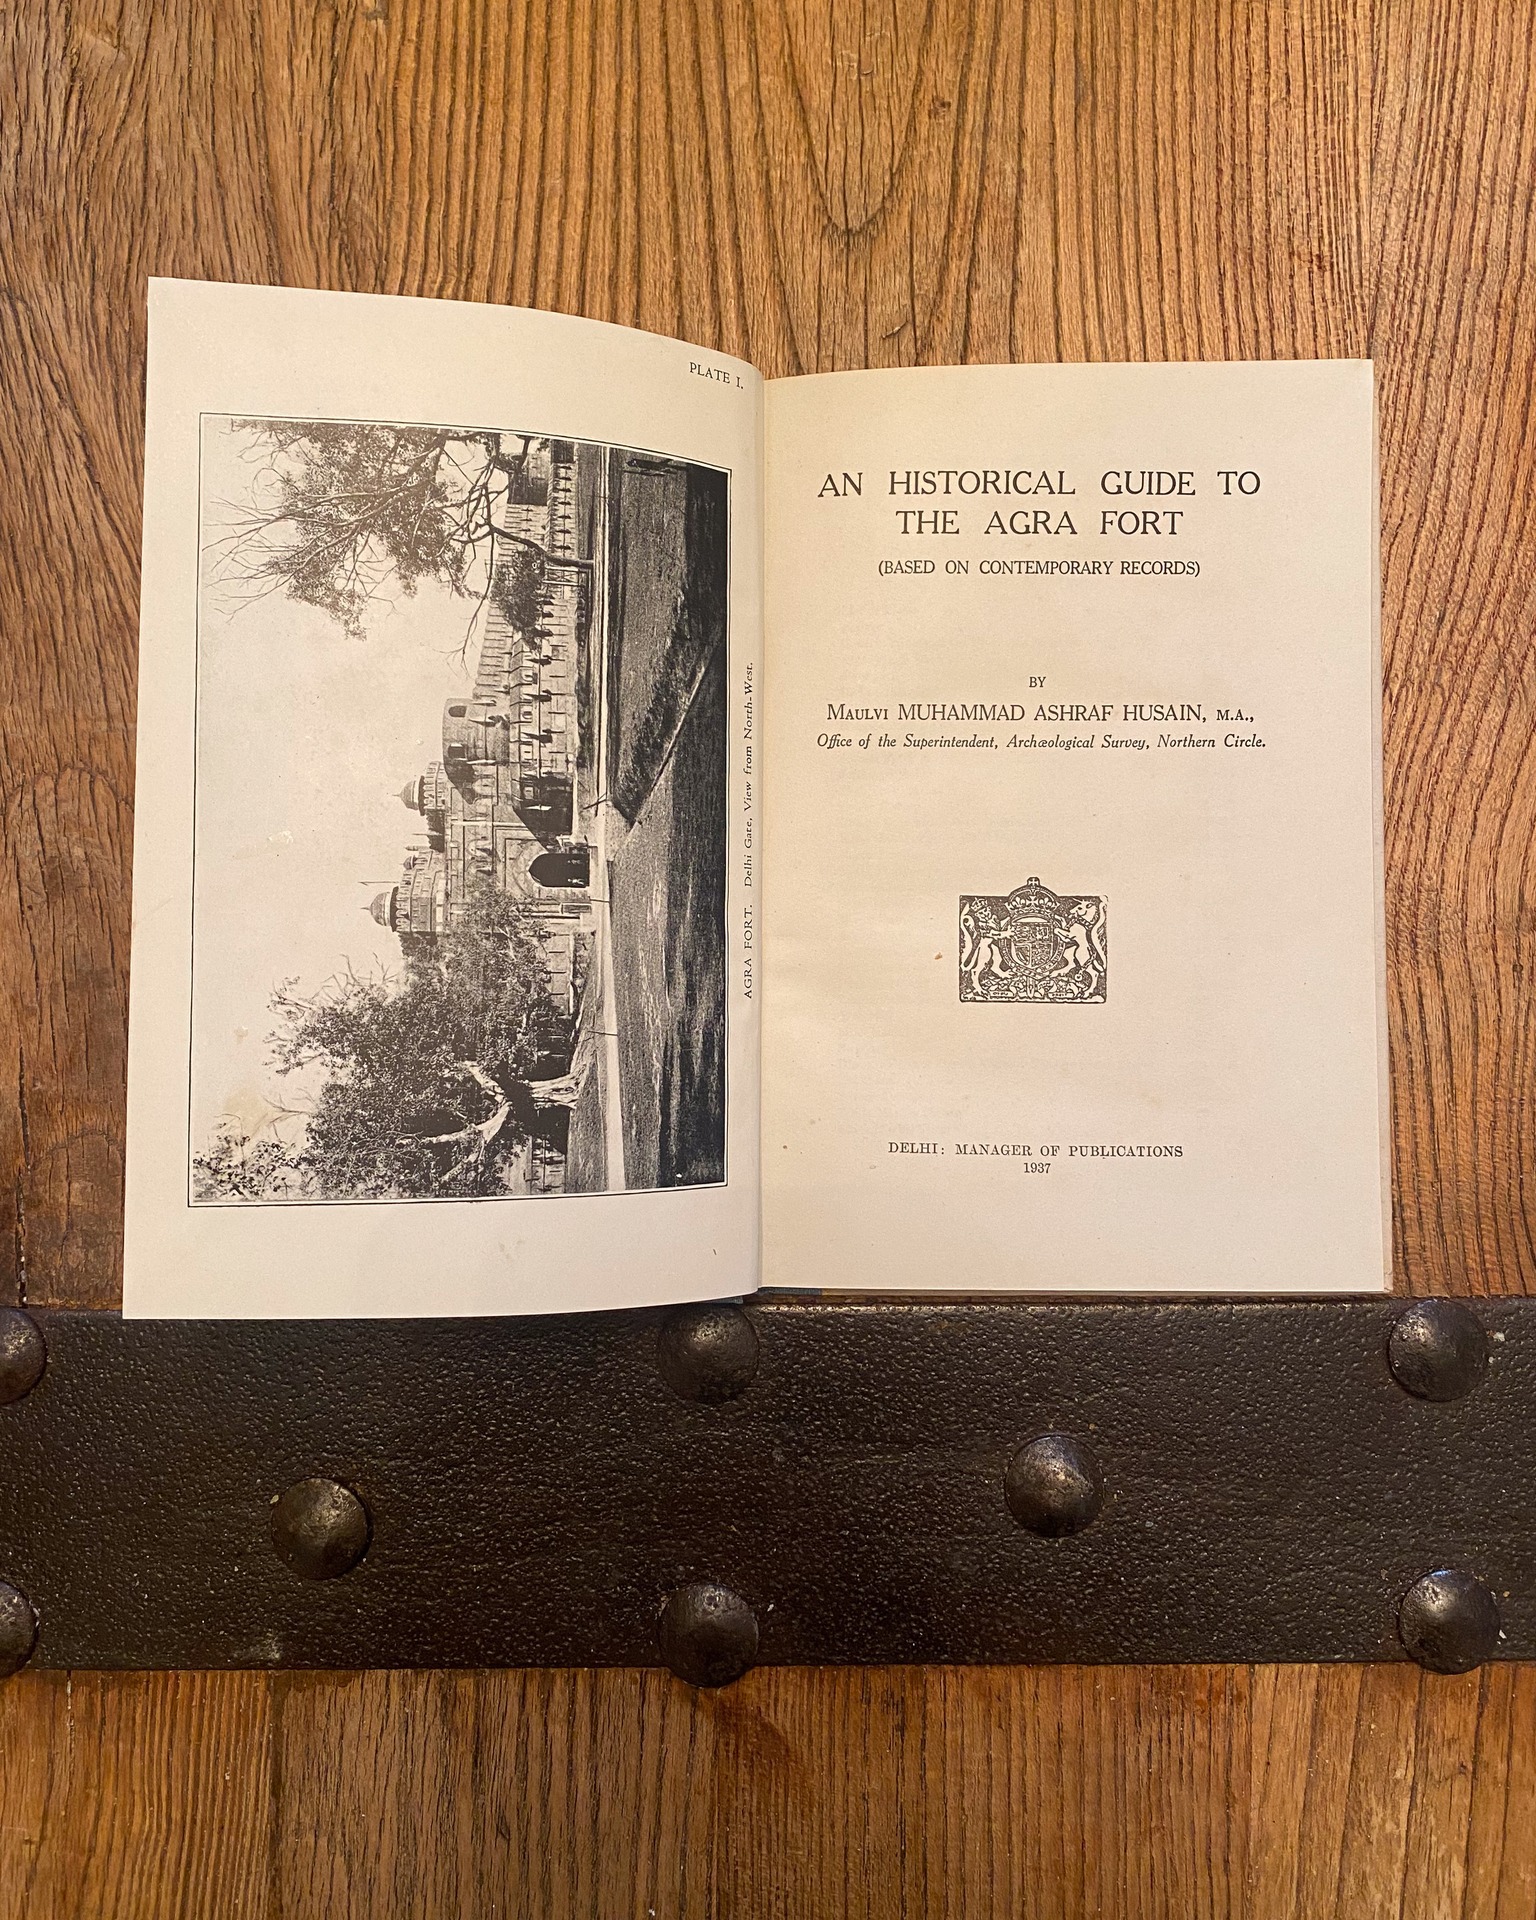 PLATE I.
AGRA FORT. Delhi Gate, View from North-West.
AN HISTORICAL GUIDE TO
THE AGRA FORT
(BASED ON CONTEMPORARY RECORDS)
BY
MAULVI MUHAMMAD ASHRAF HUSAIN, M.A.,
Office of the Superintendent, Archæological Survey, Northern Circle.
DELHI: MANAGER OF PUBLICATIONS
1937